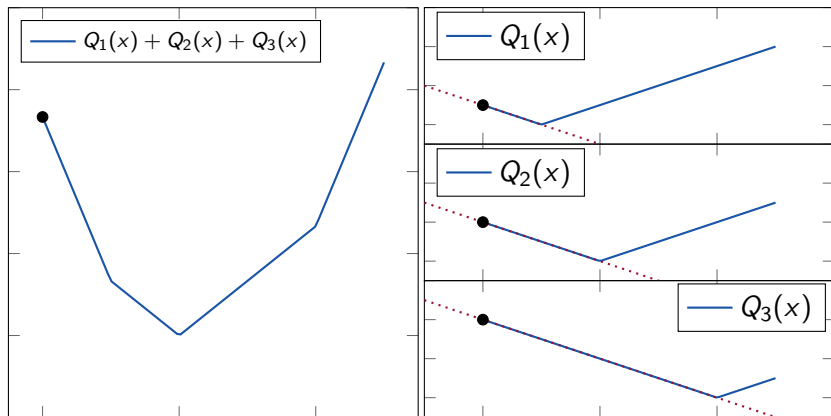 Q₁(x) + Q₂(x) + Q₃(x)
Q₁(x)
Q₂(x)
Q₃(x)